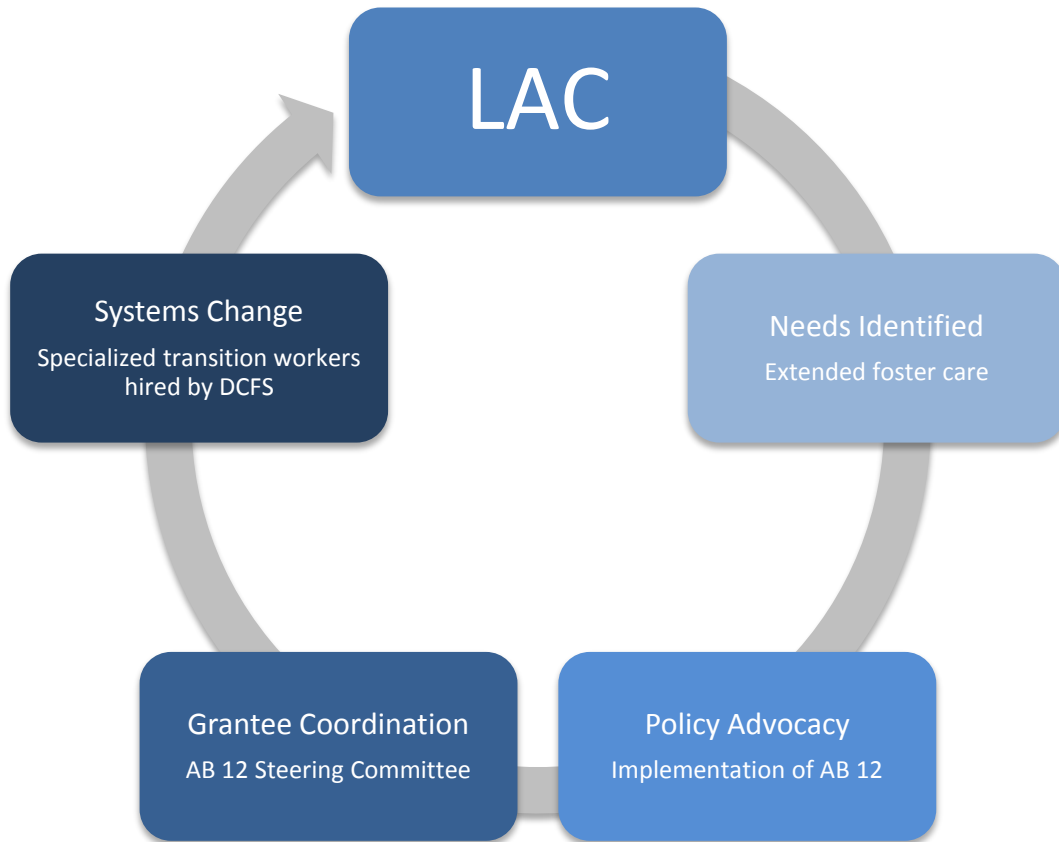 LAC
Needs Identified
Extended foster care
Policy Advocacy
Implementation of AB 12
Grantee Coordination
AB 12 Steering Committee
Systems Change
Specialized transition workers
hired by DCFS